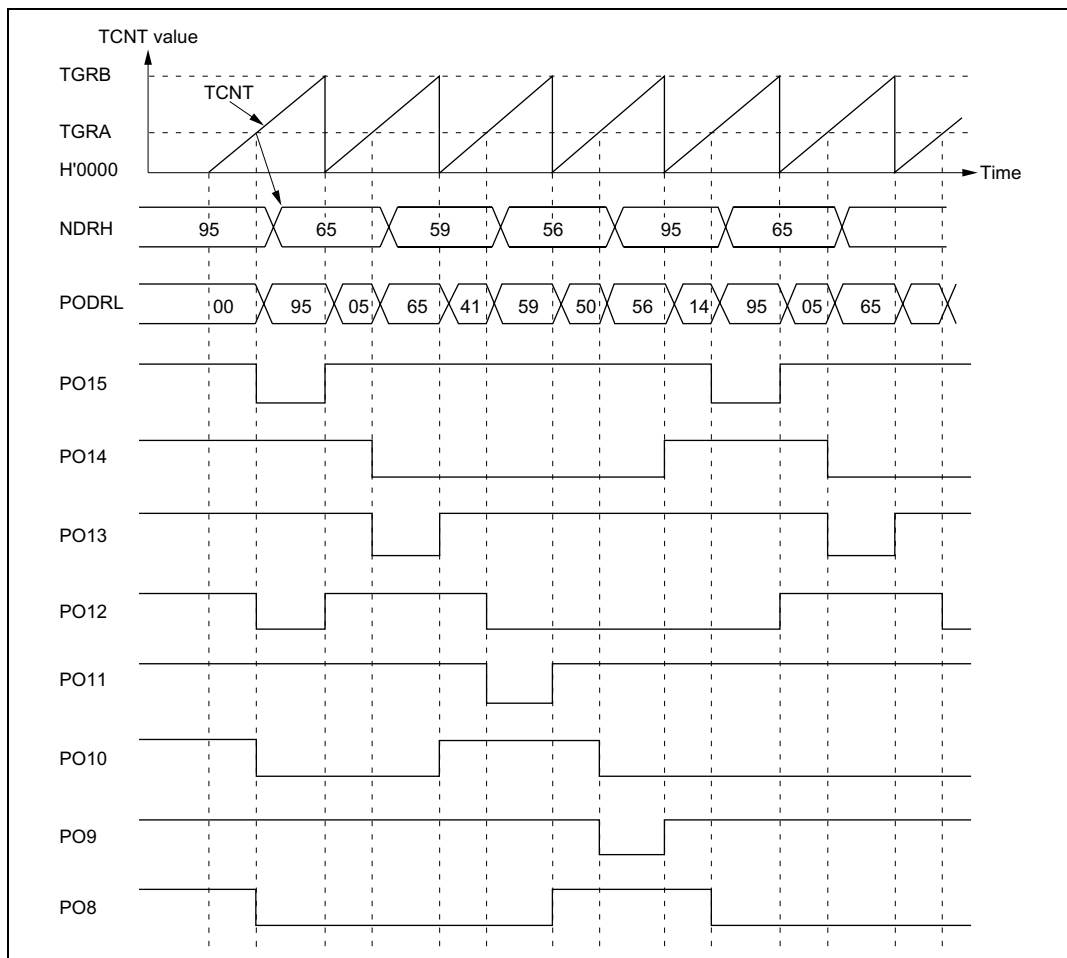 TCNT value
TGRB
TCNT
TGRA
H'0000
Time
NDRH 95 65 59 56 95 65
PODRL 00 95 05 65 41 59 50 56 14 95 05 65
PO15
PO14
PO13
PO12
PO11
PO10
PO9
PO8